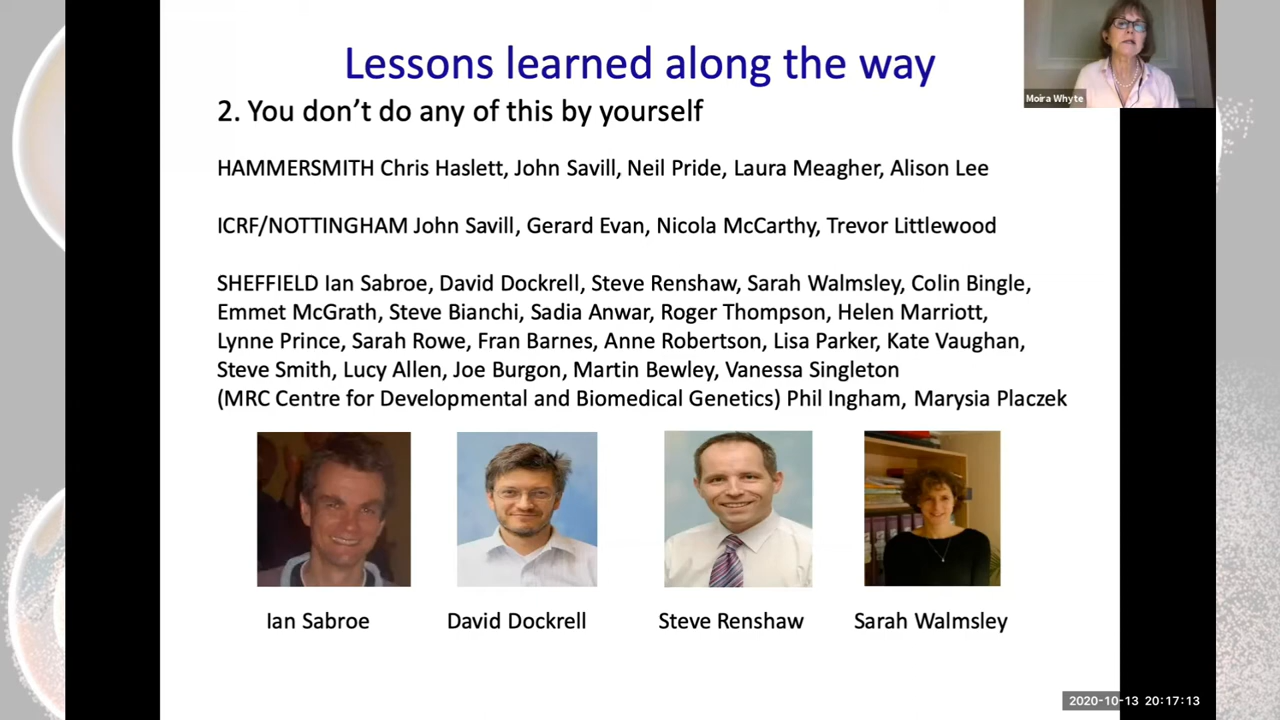 Lessons learned along the way
Moira Whyte
2. You don’t do any of this by yourself
HAMMERSMITH Chris Haslett, John Savill, Neil Pride, Laura Meagher, Alison Lee
ICRF/NOTTINGHAM John Savill, Gerard Evan, Nicola McCarthy, Trevor Littlewood
SHEFFIELD Ian Sabroe, David Dockrell, Steve Renshaw, Sarah Walmsley, Colin Bingle,
Emmet McGrath, Steve Bianchi, Sadia Anwar, Roger Thompson, Helen Marriott,
Lynne Prince, Sarah Rowe, Fran Barnes, Anne Robertson, Lisa Parker, Kate Vaughan,
Steve Smith, Lucy Allen, Joe Burgon, Martin Bewley, Vanessa Singleton
(MRC Centre for Developmental and Biomedical Genetics) Phil Ingham, Marysia Placzek
Ian Sabroe
David Dockrell
Steve Renshaw
Sarah Walmsley
2020-10-13 20:17:13